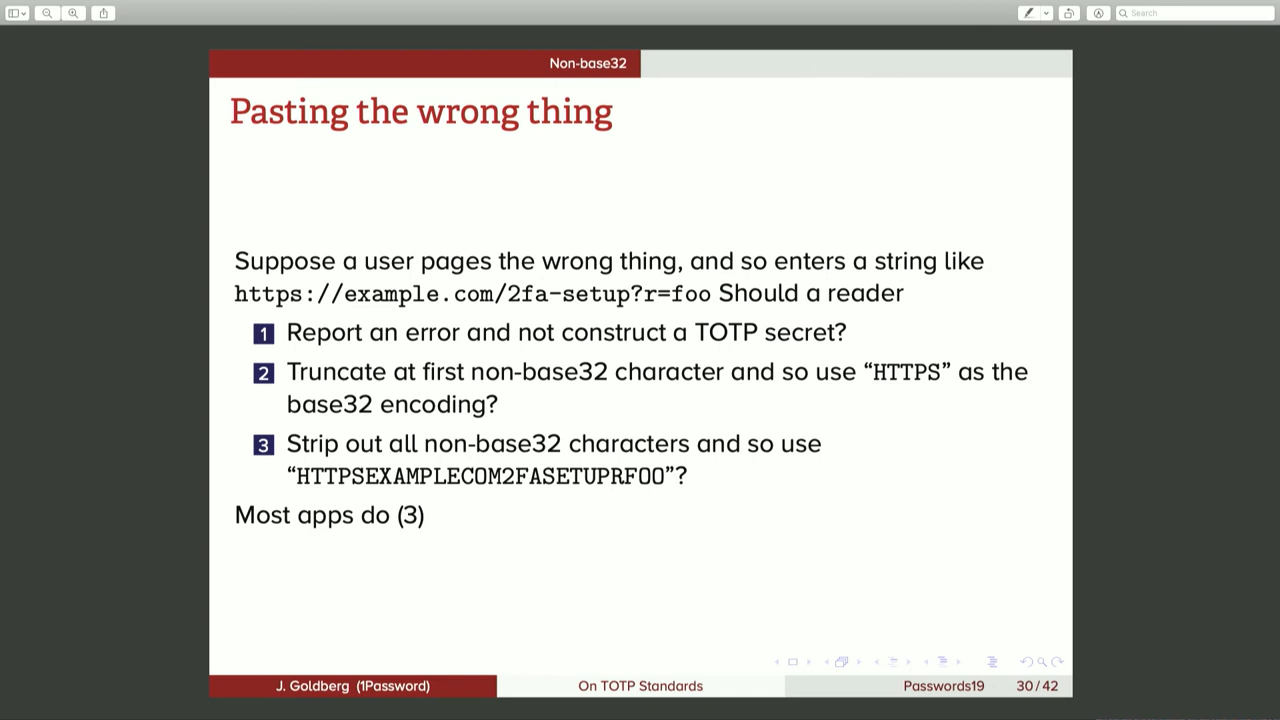 Search
Non-base32
Pasting the wrong thing
Suppose a user pages the wrong thing, and so enters a string like
https://example.com/2fa-setup?r=foo Should a reader
1 Report an error and not construct a TOTP secret?
2 Truncate at first non-base32 character and so use “HTTPS” as the
base32 encoding?
3 Strip out all non-base32 characters and so use
“HTTPSEXAMPLECOM2FASETUPRFOO”?
Most apps do (3)
J. Goldberg (1Password) On TOTP Standards Passwords19 30/42